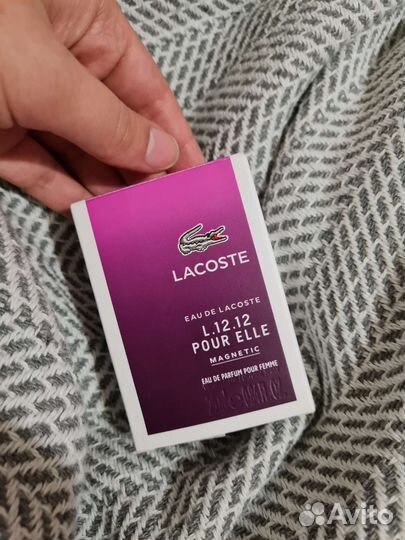 LACOSTE
EAU DE LACOSTE
L.12.12
POUR ELLE
MAGNETIC
EAU DE PARFUM POUR FEMME
Avito